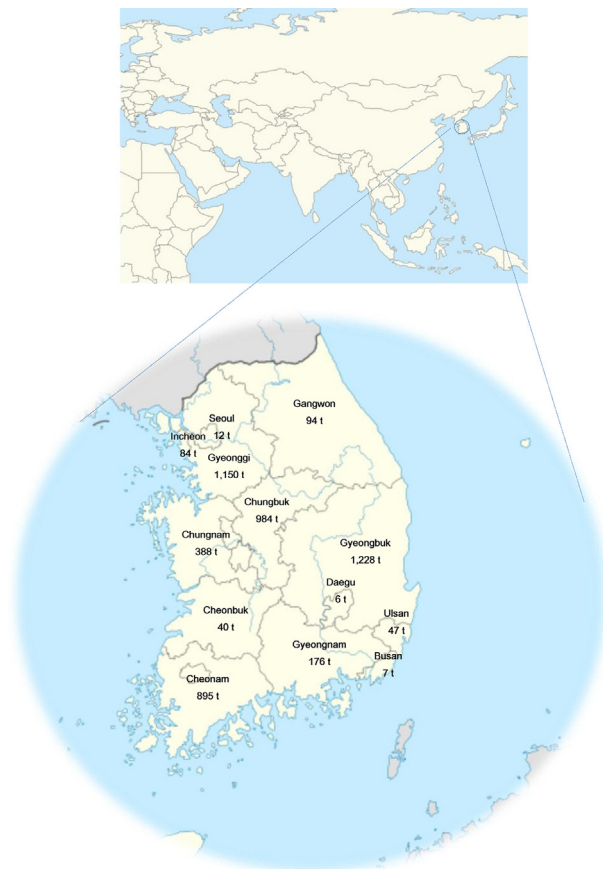 Gangwon
94 t
Seoul
12 t
Incheon
84 t
Gyeonggi
1,150 t
Chungbuk
984 t
Chungnam
388 t
Gyeongbuk
1,228 t
Daegu
6 t
Cheonbuk
40 t
Ulsan
47 t
Gyeongnam
176 t
Busan
7 t
Cheonam
895 t